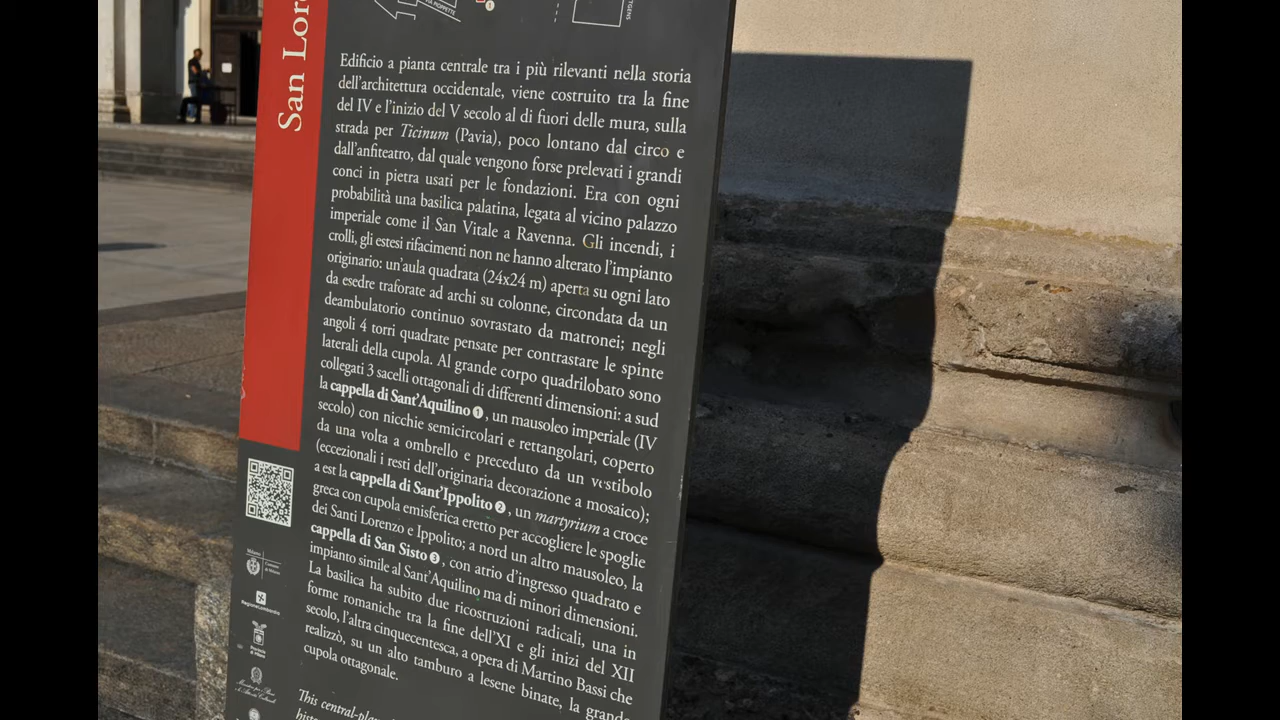 San Lor
VIA PIOPPETTE
Edificio a pianta centrale tra i più rilevanti nella storia
dell'architettura occidentale, viene costruito tra la fine
del IV e l'inizio del V secolo al di fuori delle mura, sulla
strada per Ticinum (Pavia), poco lontano dal circo e
dall'anfiteatro, dal quale vengono forse prelevati i grandi
conci in pietra usati per le fondazioni. Era con ogni
probabilità una basilica palatina, legata al vicino palazzo
imperiale come il San Vitale a Ravenna. Gli incendi, i
crolli, gli estesi rifacimenti non ne hanno alterato l'impianto
originario: un'aula quadrata (24x24 m) aperta su ogni lato
da esedre traforate ad archi su colonne, circondata da un
deambulatorio continuo sovrastato da matronei; negli
angoli 4 torri quadrate pensate per contrastare le spinte
laterali della cupola. Al grande corpo quadrilobato sono
collegati 3 sacelli ottagonali di differenti dimensioni: a sud
la cappella di Sant'Aquilino 1, un mausoleo imperiale (IV
secolo) con nicchie semicircolari e rettangolari, coperto
da una volta a ombrello e preceduto da un vestibolo
(eccezionali i resti dell'originaria decorazione a mosaico);
a est la cappella di Sant'Ippolito 2, un martyrium a croce
greca con cupola emisferica eretto per accogliere le spoglie
dei Santi Lorenzo e Ippolito; a nord un altro mausoleo, la
cappella di San Sisto 3, con atrio d'ingresso quadrato e
impianto simile al Sant'Aquilino ma di minori dimensioni.
La basilica ha subito due ricostruzioni radicali, una in
forme romaniche tra la fine dell'XI e gli inizi del XII
secolo, l'altra cinquecentesca, a opera di Martino Bassi che
realizzò, su un alto tamburo a lesene binate, la grande
cupola ottagonale.
This central-plan
RegioneLombardia